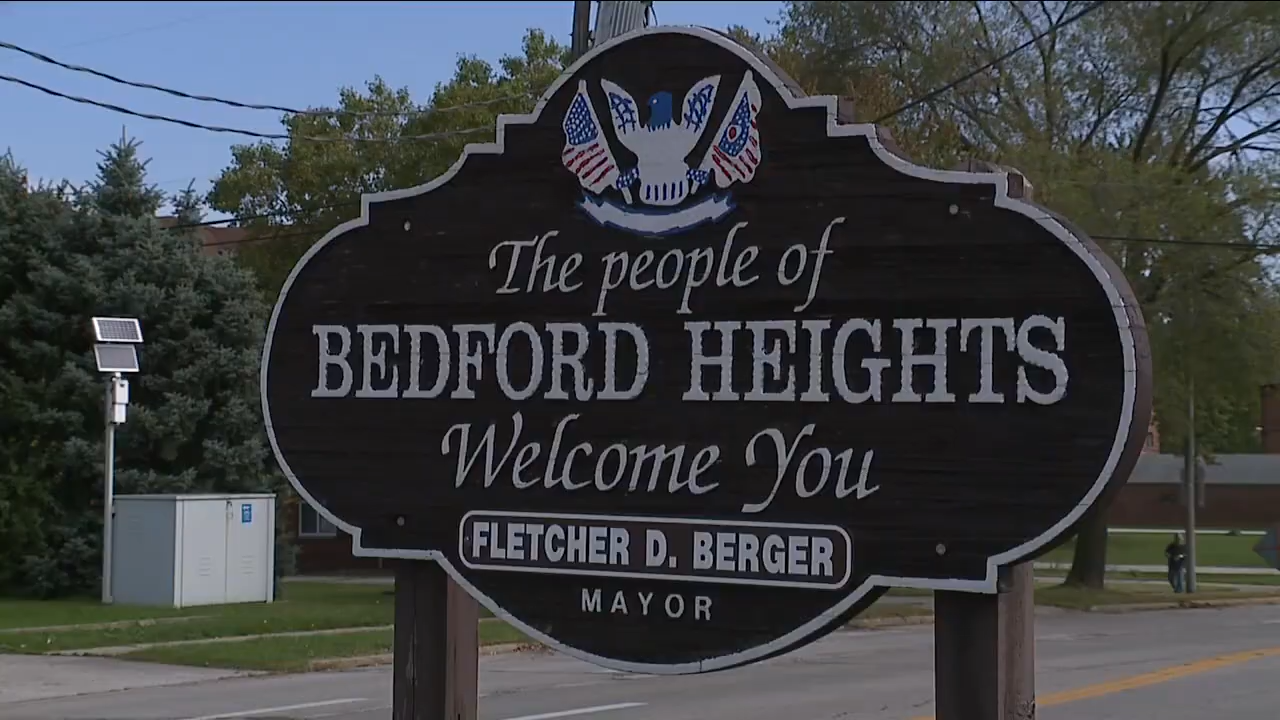 The people of
BEDFORD HEIGHTS
Welcome You
FLETCHER D. BERGER
MAYOR